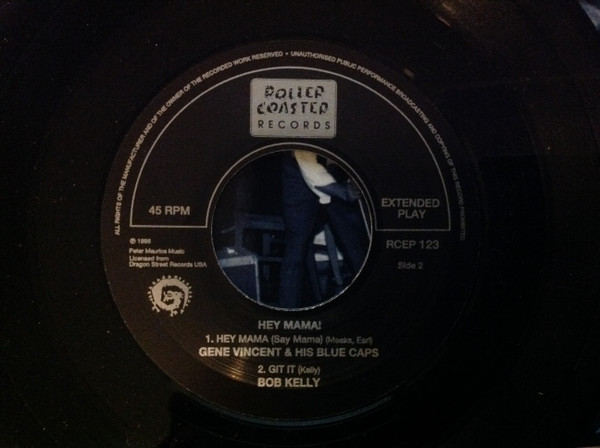 ALL RIGHTS OF THE MANUFACTURER AND OF THE OWNER OF THE RECORDED WORK RESERVED • UNAUTHORISED PUBLIC PERFORMANCE BROADCASTING AND COPYING OF THIS RECORD PROHIBITED
ROLLER
COASTER
RECORDS
45 RPM
EXTENDED
PLAY
RCEP 123
Side 2
Peter Maurice Music
Licensed from
Dragon Street Records USA
HEY MAMA!
1. HEY MAMA (Say Mama) (Meeks, Earl)
GENE VINCENT & HIS BLUE CAPS
2. GIT IT (Kelly)
BOB KELLY